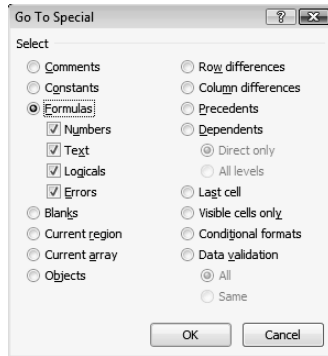 Go To Special
Select
Comments
Constants
Formulas
Numbers
Text
Logicals
Errors
Blanks
Current region
Current array
Objects
Row differences
Column differences
Precedents
Dependents
Direct only
All levels
Last cell
Visible cells only
Conditional formats
Data validation
All
Same
OK
Cancel